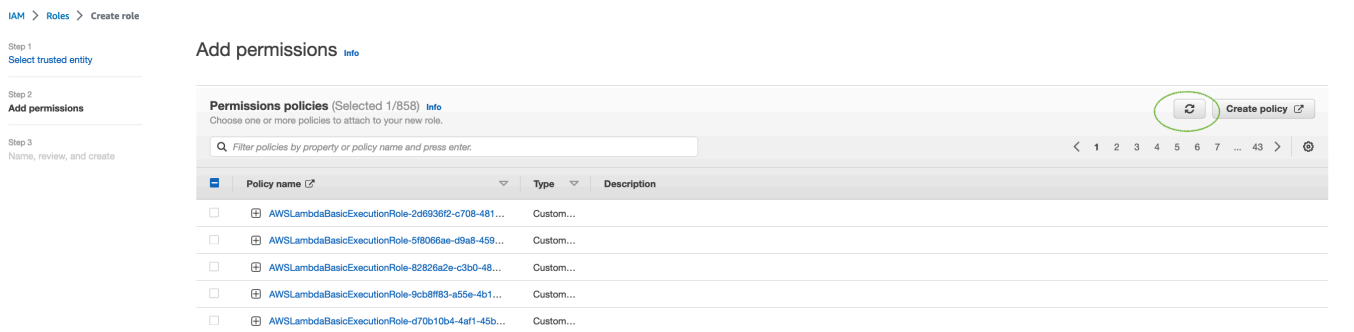 IAM > Roles > Create role
Step 1
Select trusted entity
Step 2
Add permissions
Step 3
Name, review, and create
Add permissions Info
Permissions policies (Selected 1/858) Info
Choose one or more policies to attach to your new role.
Create policy
Filter policies by property or policy name and press enter.
< 1 2 3 4 5 6 7 ... 43 >
Policy name Type Description
AWSLambdaBasicExecutionRole-2d6936f2-c708-481... Custom...
AWSLambdaBasicExecutionRole-5f8066ae-d9a8-459... Custom...
AWSLambdaBasicExecutionRole-82826a2e-c3b0-48... Custom...
AWSLambdaBasicExecutionRole-9cb8ff83-a55e-4b1... Custom...
AWSLambdaBasicExecutionRole-d70b10b4-4af1-45b... Custom...